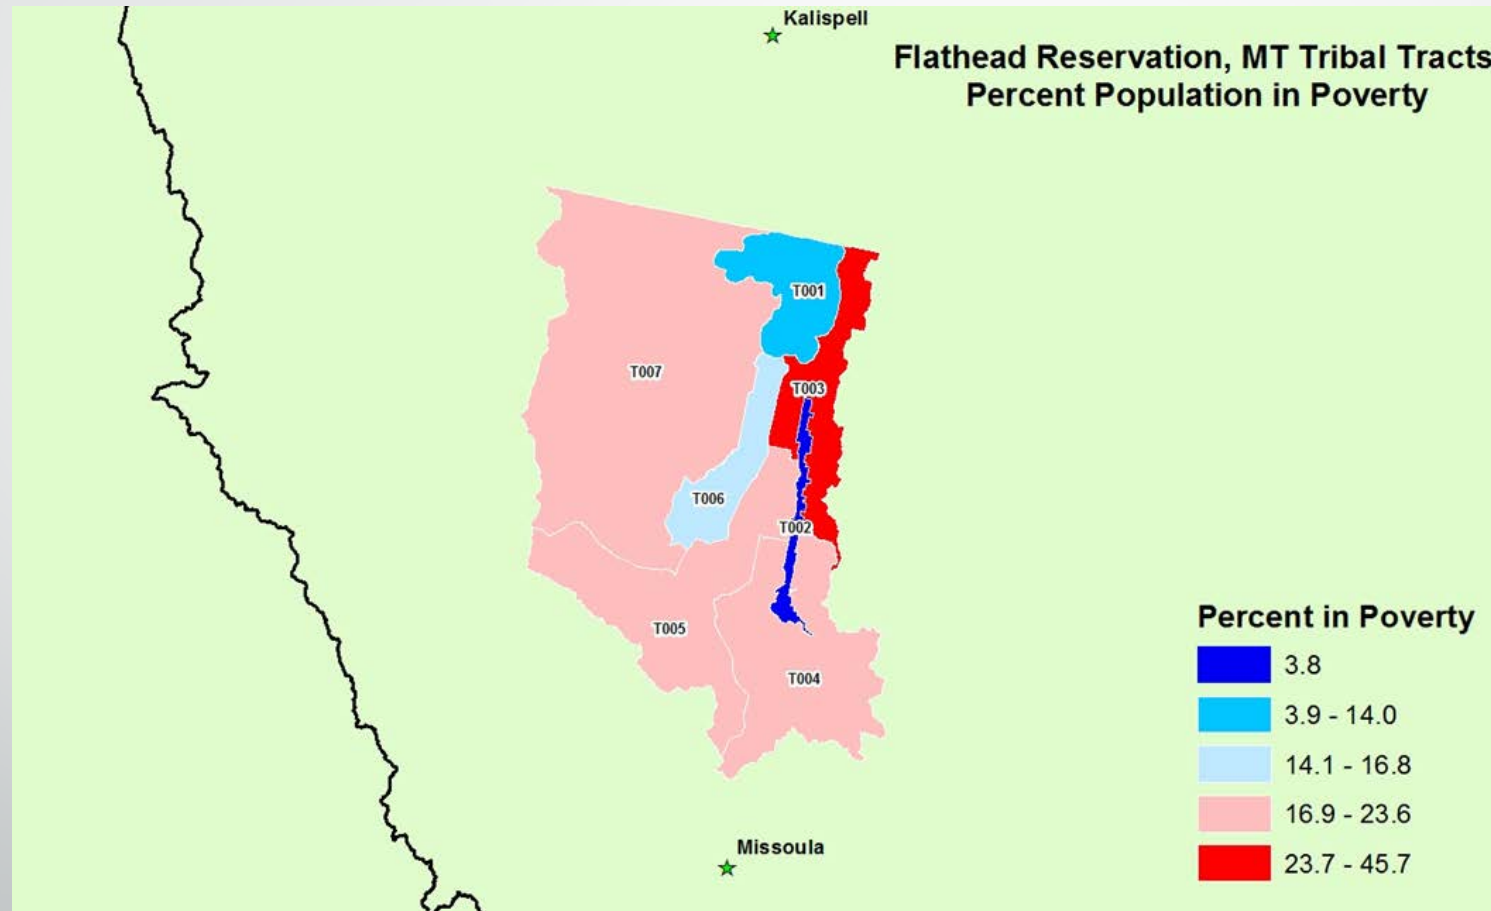 Kalispell
Flathead Reservation, MT Tribal Tracts
Percent Population in Poverty
T001
T007
T003
T006
T002
T005
T004
Percent in Poverty
3.8
3.9 - 14.0
14.1 - 16.8
16.9 - 23.6
23.7 - 45.7
Missoula